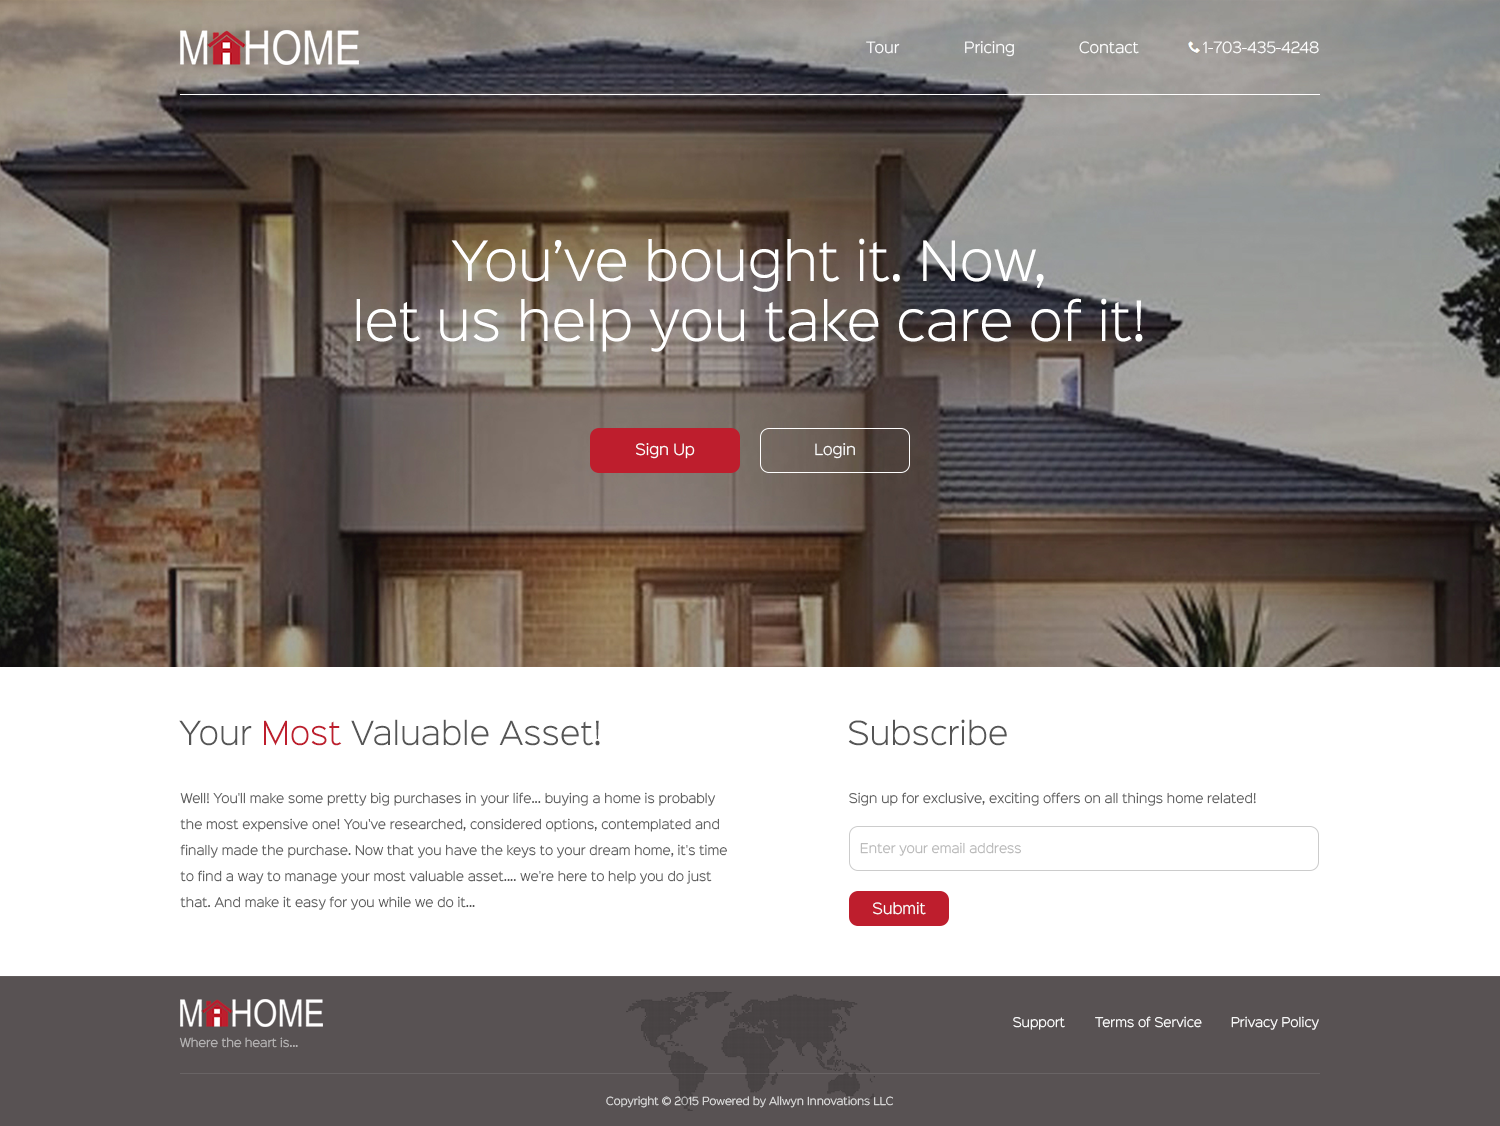 MiHOME
Tour Pricing Contact 1-703-435-4248
You've bought it. Now,
let us help you take care of it!
Sign Up Login
Your Most Valuable Asset!
Well! You'll make some pretty big purchases in your life... buying a home is probably
the most expensive one! You've researched, considered options, contemplated and
finally made the purchase. Now that you have the keys to your dream home, it's time
to find a way to manage your most valuable asset.... we're here to help you do just
that. And make it easy for you while we do it...
Subscribe
Sign up for exclusive, exciting offers on all things home related!
Enter your email address
Submit
MiHOME
Where the heart is...
Support Terms of Service Privacy Policy
Copyright © 2015 Powered by Allwyn Innovations LLC